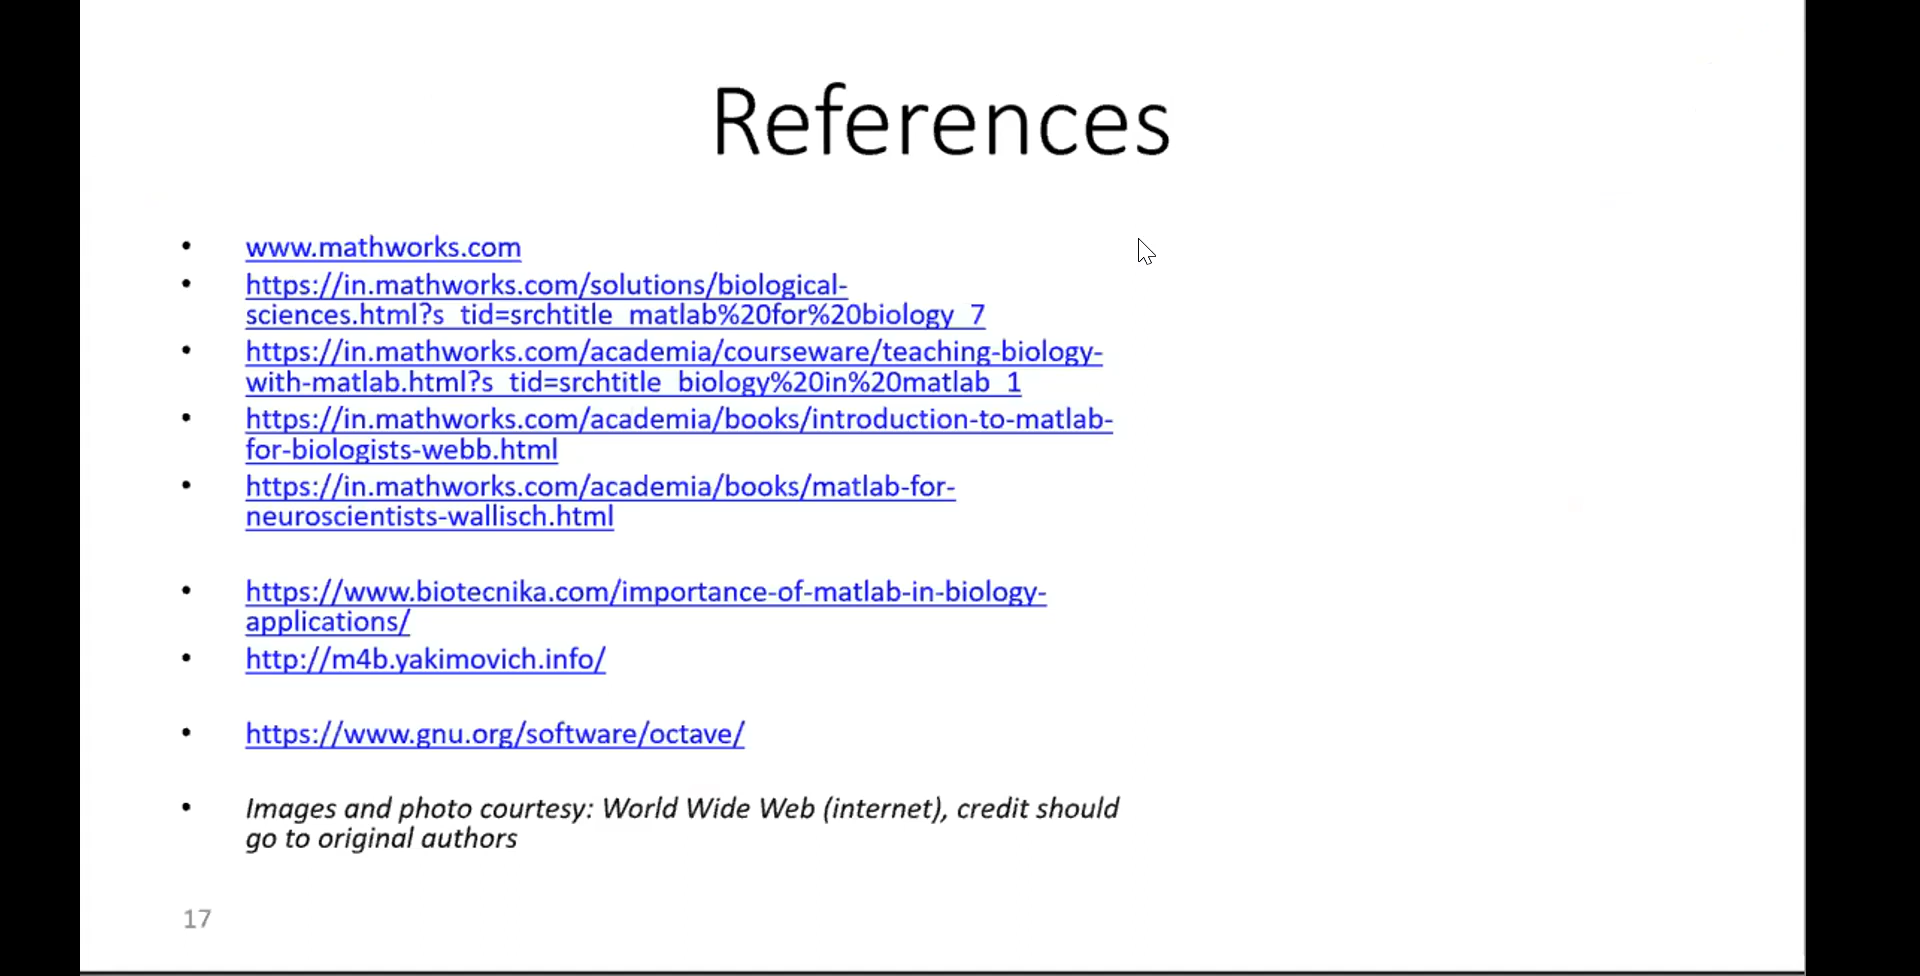 References
• www.mathworks.com
• https://in.mathworks.com/solutions/biological-
sciences.html?s_tid=srchtitle_matlab%20for%20biology_7
• https://in.mathworks.com/academia/courseware/teaching-biology-
with-matlab.html?s_tid=srchtitle_biology%20in%20matlab_1
• https://in.mathworks.com/academia/books/introduction-to-matlab-
for-biologists-webb.html
• https://in.mathworks.com/academia/books/matlab-for-
neuroscientists-wallisch.html
• https://www.biotecnika.com/importance-of-matlab-in-biology-
applications/
• http://m4b.yakimovich.info/
• https://www.gnu.org/software/octave/
• Images and photo courtesy: World Wide Web (internet), credit should
go to original authors
17